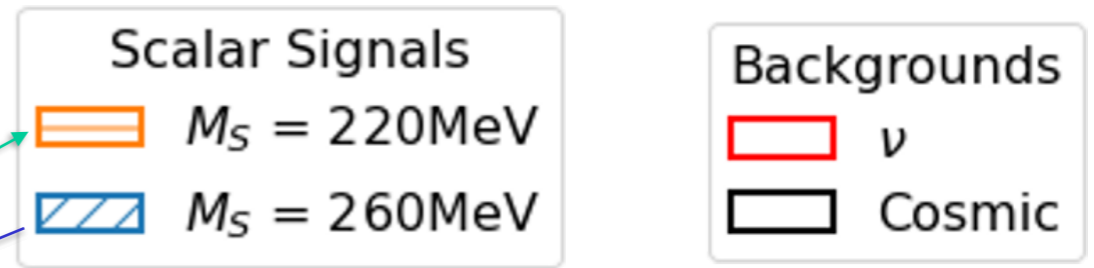 Scalar Signals
M_S = 220MeV
M_S = 260MeV
Backgrounds
ν
Cosmic